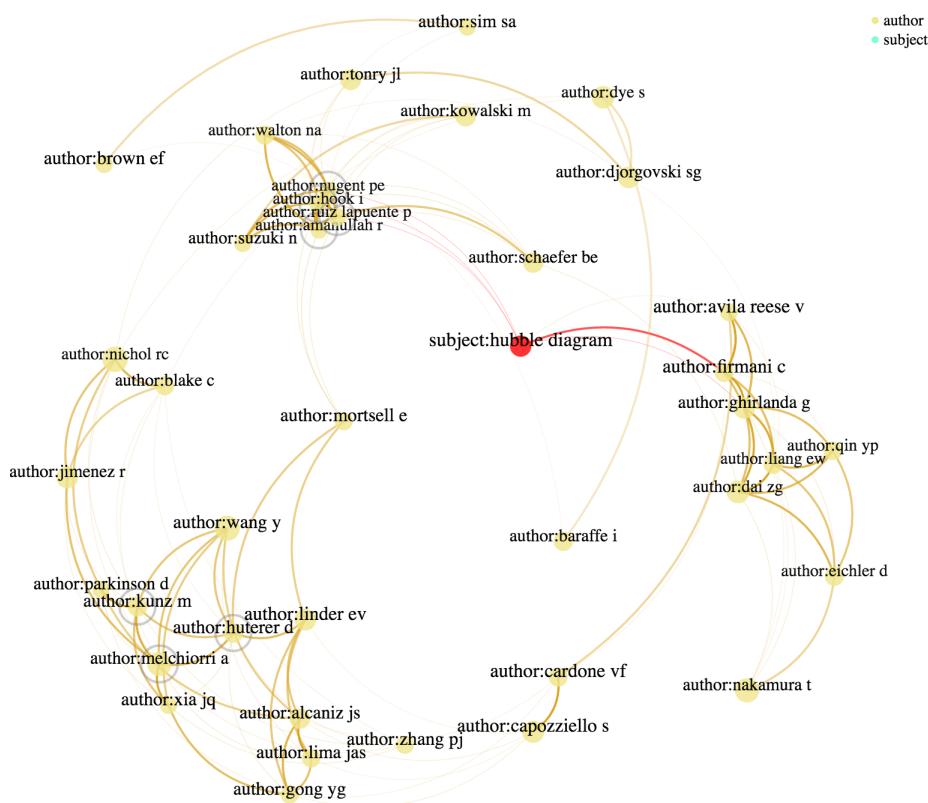 author:sim sa
author
subject
author:tonry jl
author:dye s
author:kowalski m
author:walton na
author:brown ef
author:djorgovski sg
author:nugent pe
author:hook i
author:ruiz lapuente p
author:amanullah r
author:suzuki n
author:schaefer be
author:avila reese v
subject:hubble diagram
author:nichol rc
author:firmani c
author:blake c
author:ghirlanda g
author:mortsell e
author:qin yp
author:liang ew
author:jimenez r
author:dai zg
author:wang y
author:baraffe i
author:eichler d
author:parkinson d
author:kunz m
author:linder ev
author:huterer d
author:melchiorri a
author:cardone vf
author:nakamura t
author:xia jq
author:alcaniz js
author:capozziello s
author:zhang pj
author:lima jas
author:gong yg